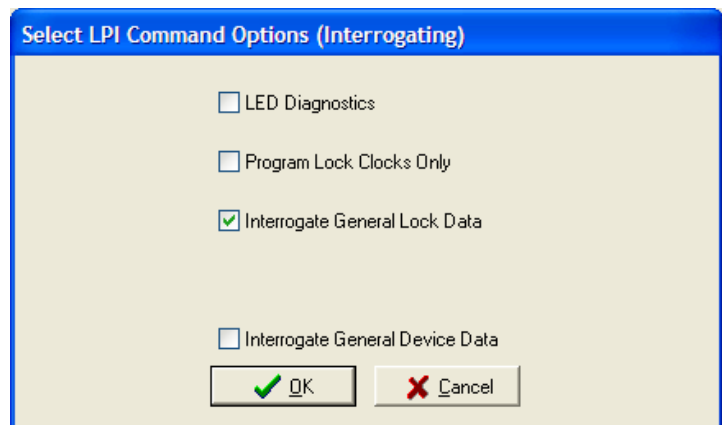 Select LPI Command Options (Interrogating)
LED Diagnostics
Program Lock Clocks Only
Interrogate General Lock Data
Interrogate General Device Data
OK Cancel